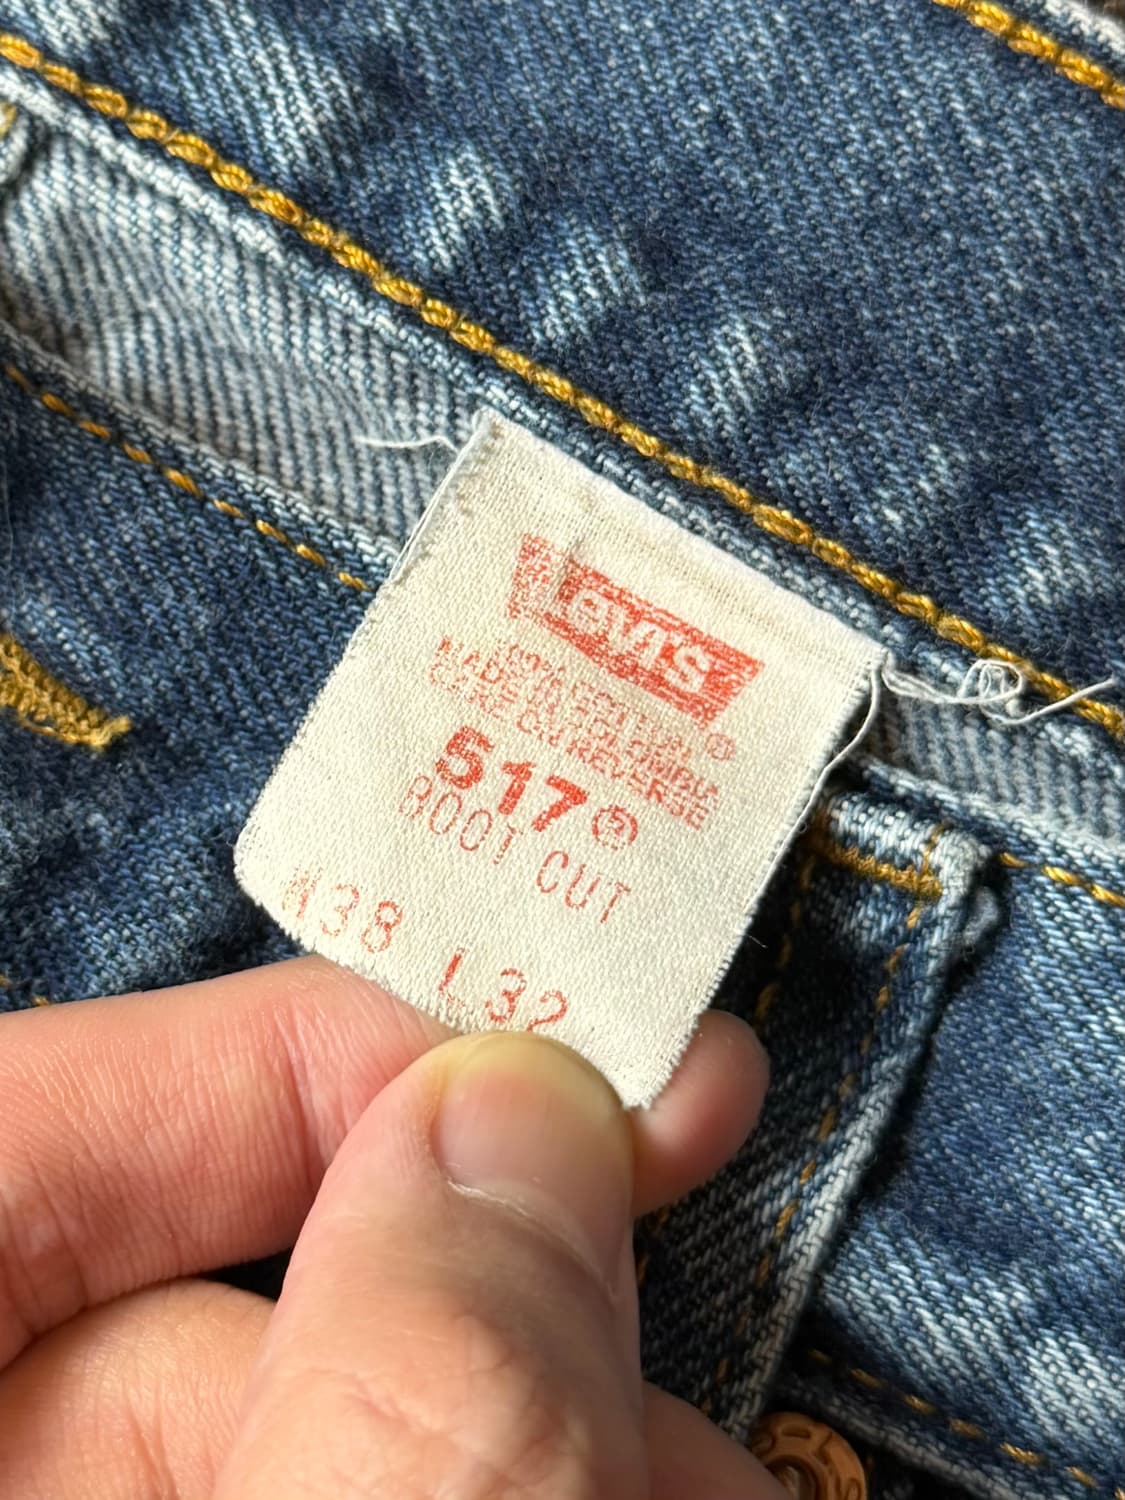 Levi's ®
100% COTTON
MADE IN COLOMBIA
CARE ON REVERSE
517 ®
BOOT CUT
W38 L32